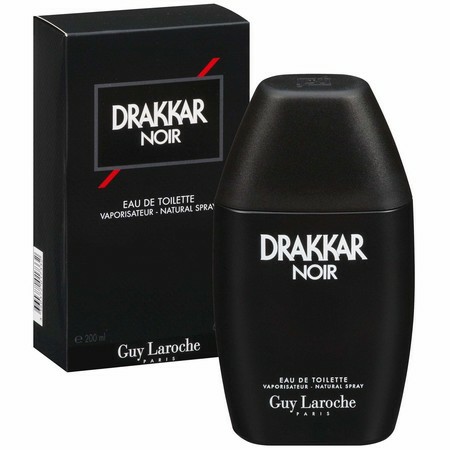 DRAKKAR
NOIR
EAU DE TOILETTE
VAPORISATEUR - NATURAL SPRAY
e 200 ml
Guy Laroche
PARIS
DRAKKAR
NOIR
EAU DE TOILETTE
VAPORISATEUR - NATURAL SPRAY
Guy Laroche
PARIS